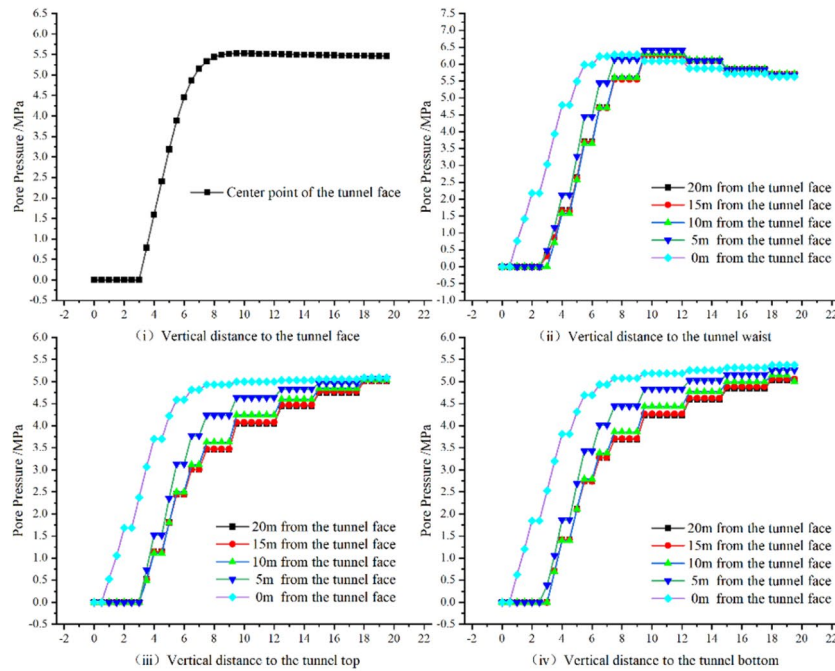 6.5
6.0
5.5
5.0
4.5
4.0
3.5
3.0
2.5
2.0
1.5
1.0
0.5
0.0
-0.5
Pore Pressure /MPa
Center point of the tunnel face
-2 0 2 4 6 8 10 12 14 16 18 20 22
(i) Vertical distance to the tunnel face
7.5
7.0
6.5
6.0
5.5
5.0
4.5
4.0
3.5
3.0
2.5
2.0
1.5
1.0
0.5
0.0
-0.5
-1.0
Pore Pressure /MPa
20m from the tunnel face
15m from the tunnel face
10m from the tunnel face
5m from the tunnel face
0m from the tunnel face
-2 0 2 4 6 8 10 12 14 16 18 20 22
(ii) Vertical distance to the tunnel waist
6.0
5.5
5.0
4.5
4.0
3.5
3.0
2.5
2.0
1.5
1.0
0.5
0.0
-0.5
Pore Pressure /MPa
20m from the tunnel face
15m from the tunnel face
10m from the tunnel face
5m from the tunnel face
0m from the tunnel face
-2 0 2 4 6 8 10 12 14 16 18 20 22
(iii) Vertical distance to the tunnel top
6.0
5.5
5.0
4.5
4.0
3.5
3.0
2.5
2.0
1.5
1.0
0.5
0.0
-0.5
Pore Pressure /MPa
20m from the tunnel face
15m from the tunnel face
10m from the tunnel face
5m from the tunnel face
0m from the tunnel face
-2 0 2 4 6 8 10 12 14 16 18 20 22
(iv) Vertical distance to the tunnel bottom